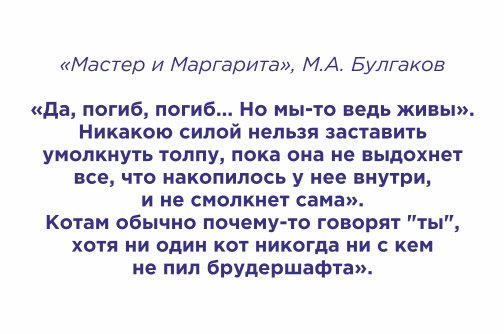 «Мастер и Маргарита», М.А. Булгаков
«Да, погиб, погиб... Но мы-то ведь живы».
Никакою силой нельзя заставить
умолкнуть толпу, пока она не выдохнет
все, что накопилось у нее внутри,
и не смолкнет сама».
Котам обычно почему-то говорят "ты",
хотя ни один кот никогда ни с кем
не пил брудершафта».